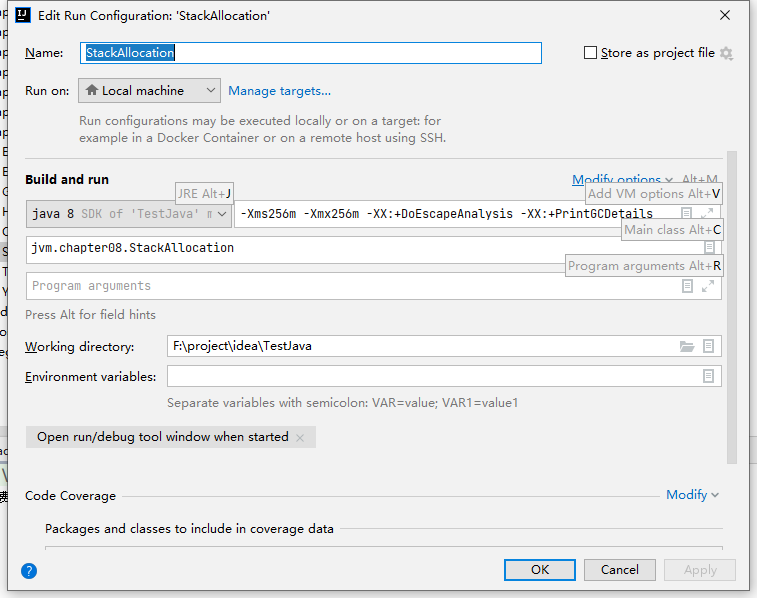 Edit Run Configuration: 'StackAllocation'
Name: StackAllocation Store as project file
Run on: Local machine Manage targets...
Run configurations may be executed locally or on a target: for
example in a Docker Container or on a remote host using SSH.
Build and run Modify options Alt+M
JRE Alt+J Add VM options Alt+V
java 8 SDK of 'TestJava' -Xms256m -Xmx256m -XX:+DoEscapeAnalysis -XX:+PrintGCDetails
Main class Alt+C
jvm.chapter08.StackAllocation
Program arguments Alt+R
Program arguments
Press Alt for field hints
Working directory: F:\project\idea\TestJava
Environment variables:
Separate variables with semicolon: VAR=value; VAR1=value1
Open run/debug tool window when started
Code Coverage Modify
Packages and classes to include in coverage data
? OK Cancel Apply